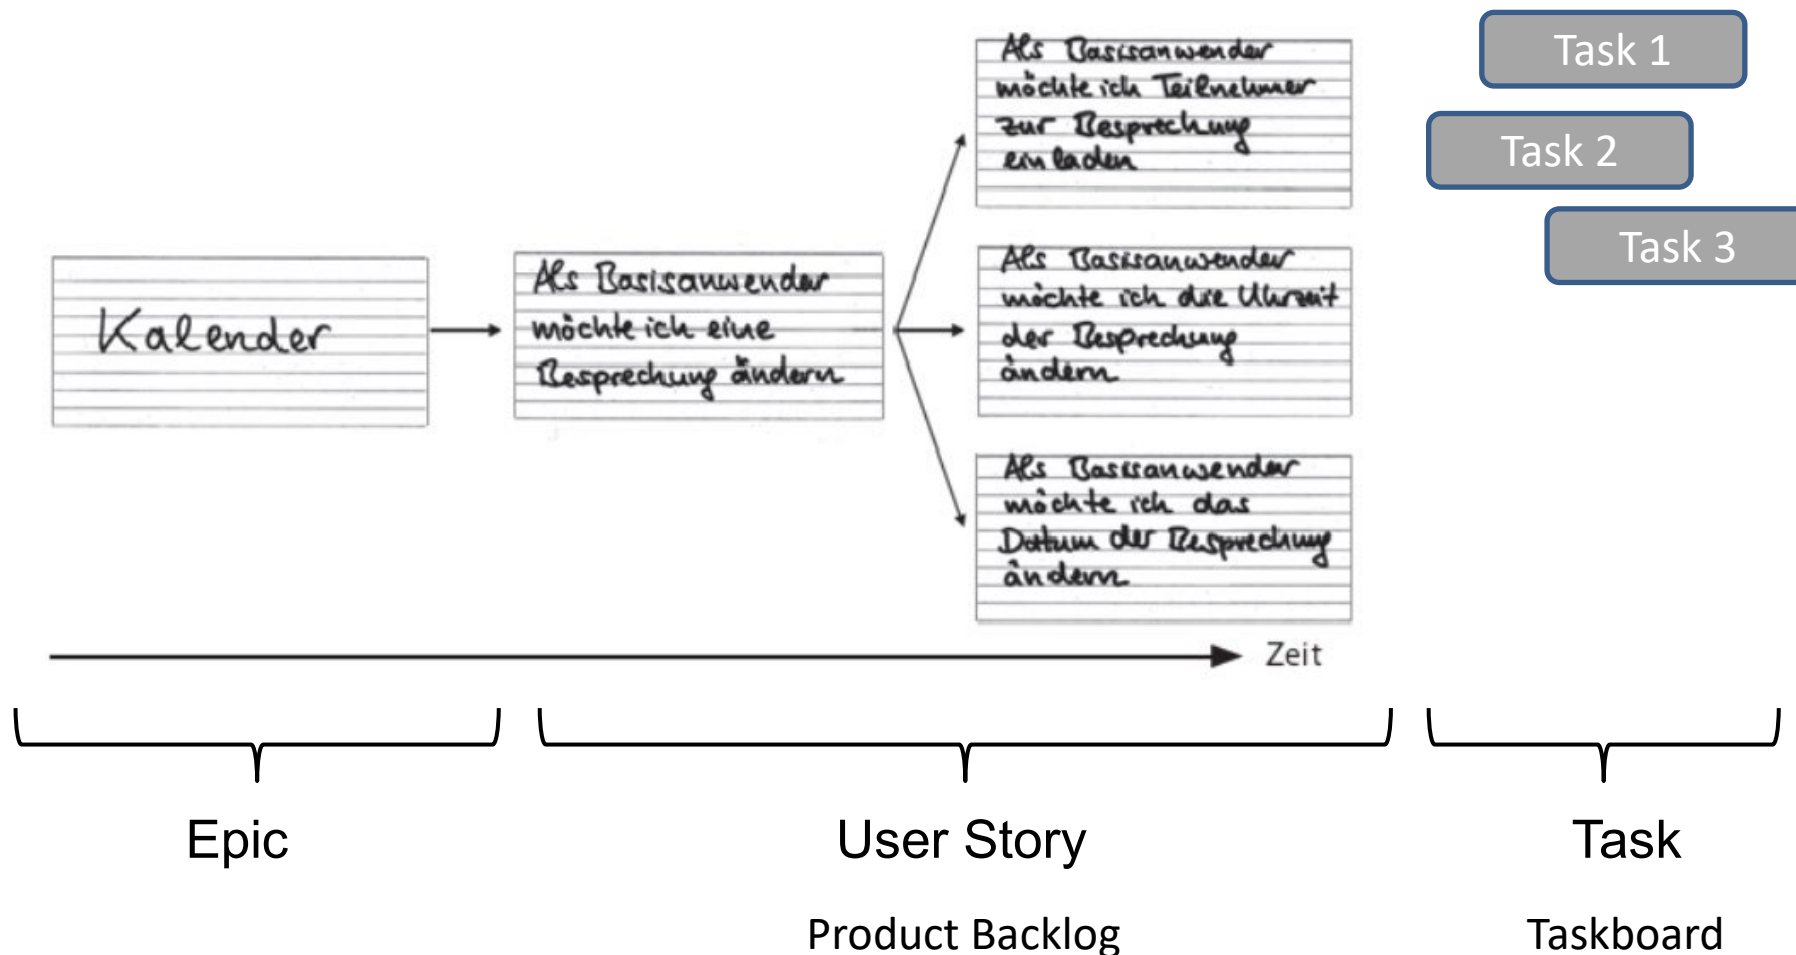 Kalender
Als Basisanwender
möchte ich eine
Besprechung ändern
Als Basisanwender
möchte ich Teilnehmer
zur Besprechung
einladen
Als Basisanwender
möchte ich die Uhrzeit
der Besprechung
ändern
Als Basisanwender
möchte ich das
Datum der Besprechung
ändern
Task 1
Task 2
Task 3
Zeit
Epic
User Story
Task
Product Backlog
Taskboard